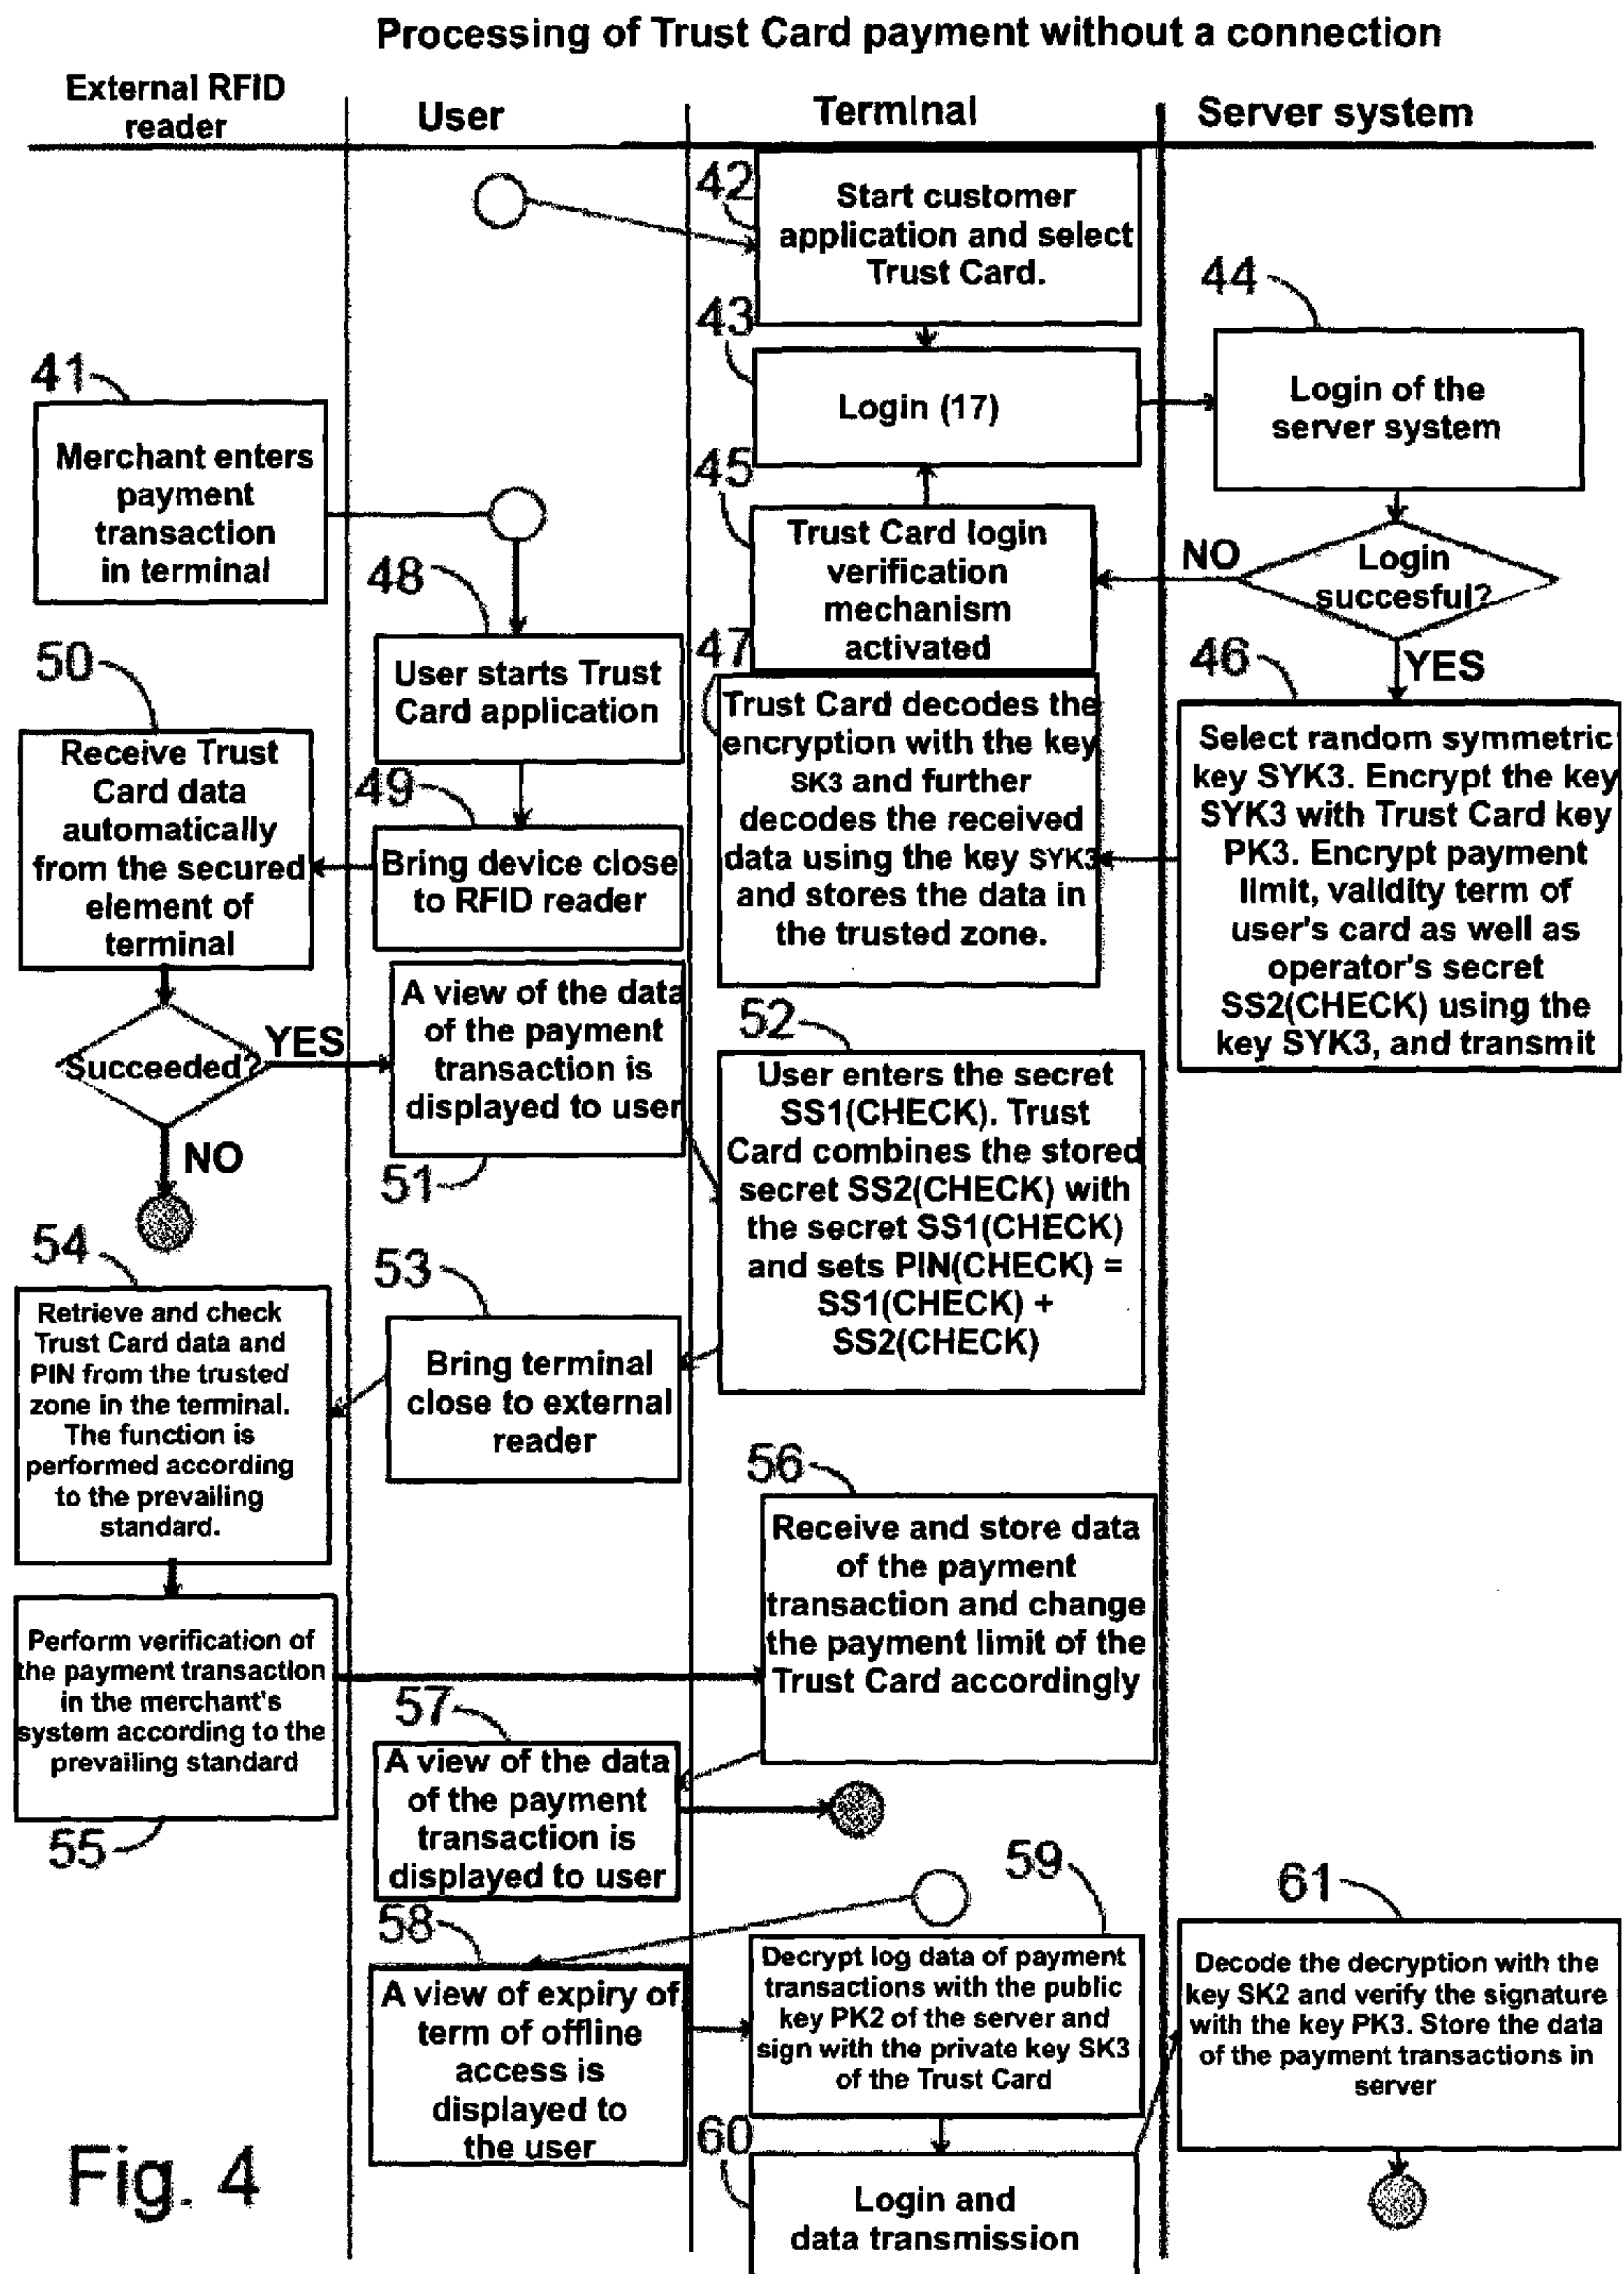 Processing of Trust Card payment without a connection
External RFID
reader
User
Terminal
Server system
42
Start customer
application and select
Trust Card.
43
Login (17)
44
Login of the
server system
41
Merchant enters
payment
transaction
in terminal
45
Trust Card login
verification
mechanism
activated
NO
Login
succesful?
YES
48
User starts Trust
Card application
47
Trust Card decodes the
encryption with the key
SK3 and further
decodes the received
data using the key SYK3
and stores the data in
the trusted zone.
46
Select random symmetric
key SYK3. Encrypt the key
SYK3 with Trust Card key
PK3. Encrypt payment
limit, validity term of
user's card as well as
operator's secret
SS2(CHECK) using the
key SYK3, and transmit
50
Receive Trust
Card data
automatically
from the secured
element of
terminal
49
Bring device close
to RFID reader
Succeeded?
YES
NO
A view of the data
of the payment
transaction is
displayed to user
51
52
User enters the secret
SS1(CHECK). Trust
Card combines the stored
secret SS2(CHECK) with
the secret SS1(CHECK)
and sets PIN(CHECK) =
SS1(CHECK) +
SS2(CHECK)
53
Bring terminal
close to external
reader
54
Retrieve and check
Trust Card data and
PIN from the trusted
zone in the terminal.
The function is
performed according
to the prevailing
standard.
Perform verification of
the payment transaction
in the merchant's
system according to the
prevailing standard
55
56
Receive and store data
of the payment
transaction and change
the payment limit of the
Trust Card accordingly
57
A view of the data
of the payment
transaction is
displayed to user
58
A view of expiry of
term of offline
access is
displayed to
the user
59
Decrypt log data of payment
transactions with the public
key PK2 of the server and
sign with the private key SK3
of the Trust Card
60
Login and
data transmission
61
Decode the decryption with the
key SK2 and verify the signature
with the key PK3. Store the data
of the payment transactions in
server
Fig. 4